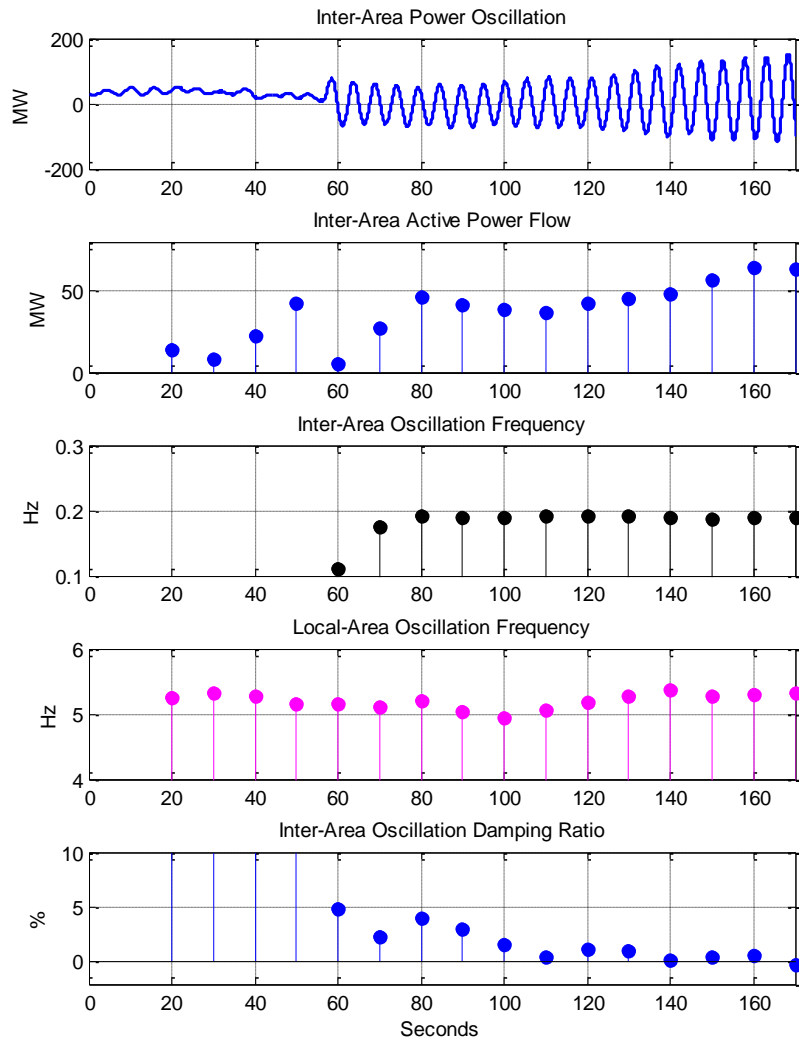 Inter-Area Power Oscillation
200
0
-200
MW
0 20 40 60 80 100 120 140 160
Inter-Area Active Power Flow
50
0
MW
0 20 40 60 80 100 120 140 160
Inter-Area Oscillation Frequency
0.3
0.2
0.1
Hz
0 20 40 60 80 100 120 140 160
Local-Area Oscillation Frequency
6
5
4
Hz
0 20 40 60 80 100 120 140 160
Inter-Area Oscillation Damping Ratio
10
5
0
%
0 20 40 60 80 100 120 140 160
Seconds